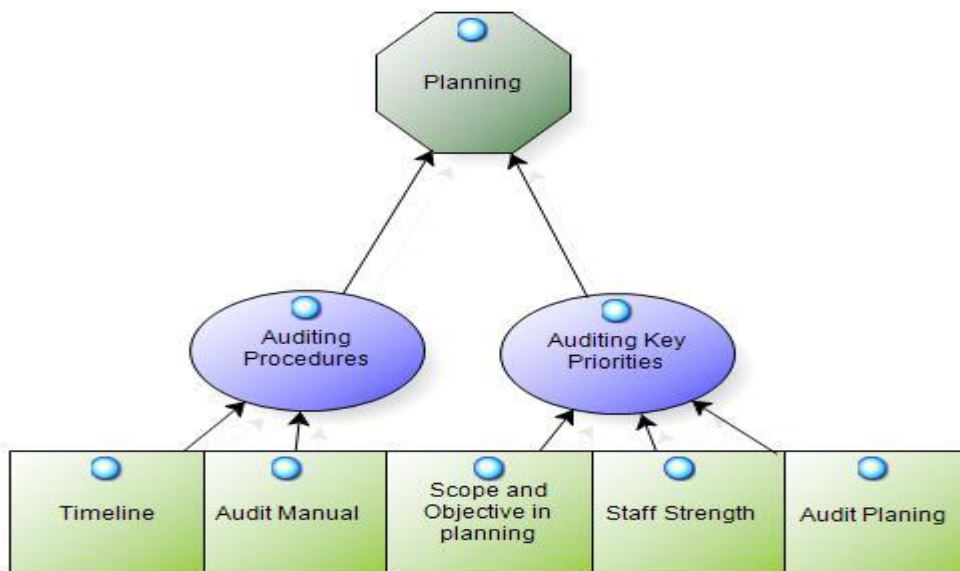 Planning
Auditing
Procedures
Auditing Key
Priorities
Timeline
Audit Manual
Scope and
Objective in
planning
Staff Strength
Audit Planing